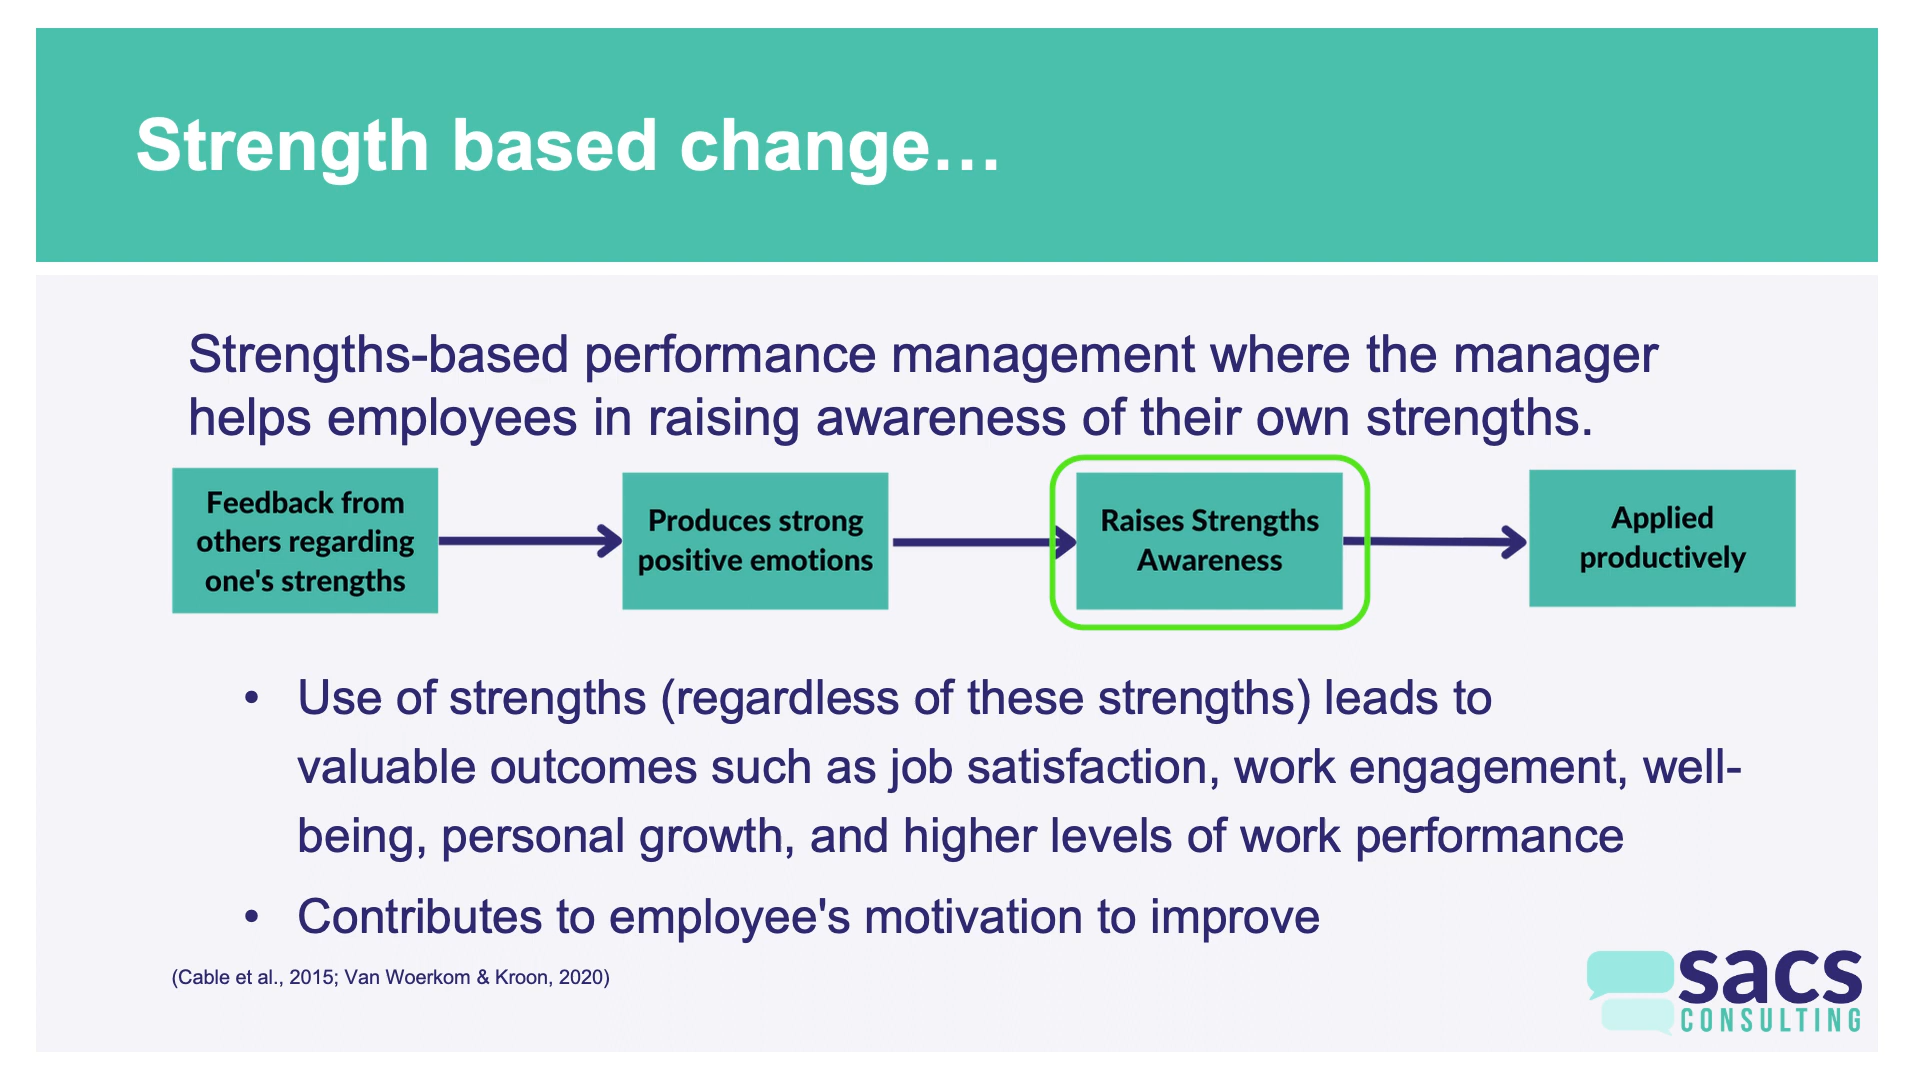 Strength based change…
Strengths-based performance management where the manager
helps employees in raising awareness of their own strengths.
Feedback from
others regarding
one's strengths
Produces strong
positive emotions
Raises Strengths
Awareness
Applied
productively
• Use of strengths (regardless of these strengths) leads to
valuable outcomes such as job satisfaction, work engagement, well-
being, personal growth, and higher levels of work performance
• Contributes to employee's motivation to improve
(Cable et al., 2015; Van Woerkom & Kroon, 2020)
sacs
CONSULTING